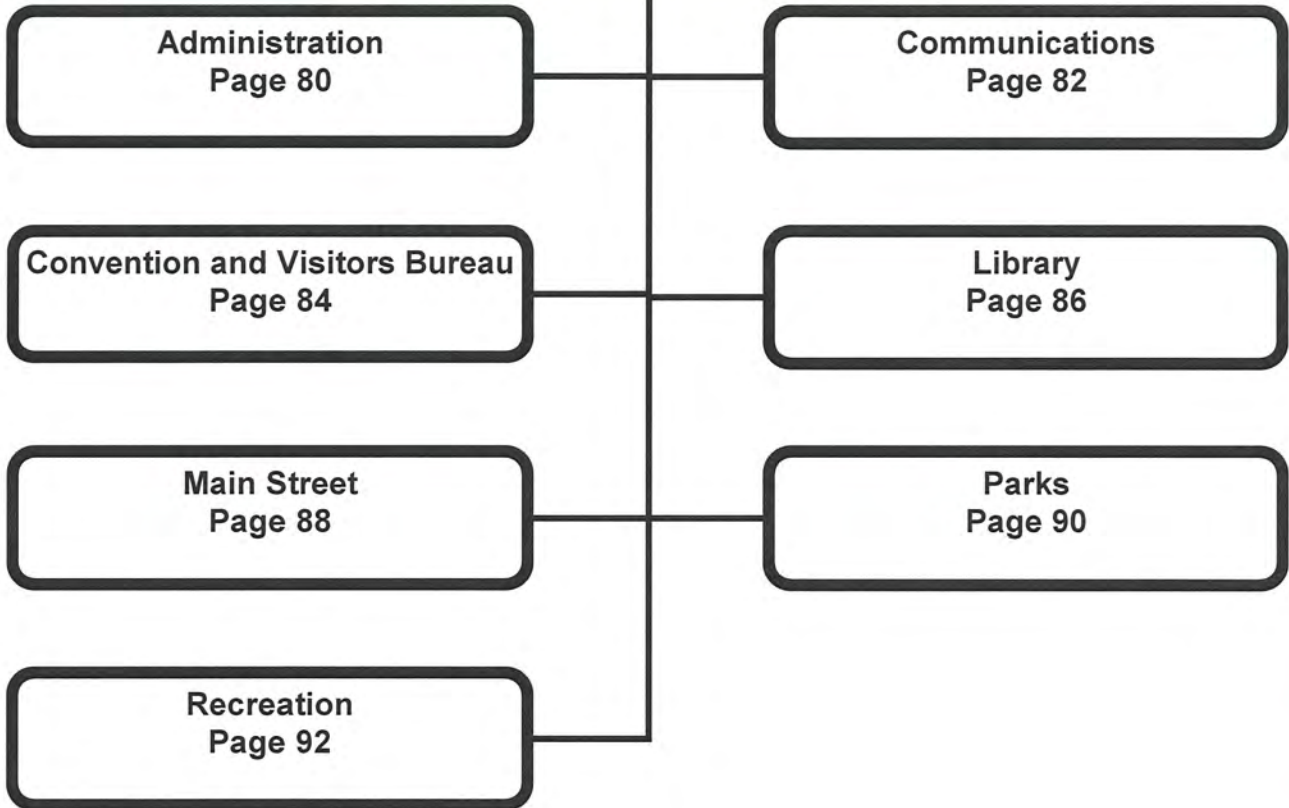 Administration
Page 80
Communications
Page 82
Convention and Visitors Bureau
Page 84
Library
Page 86
Main Street
Page 88
Parks
Page 90
Recreation
Page 92